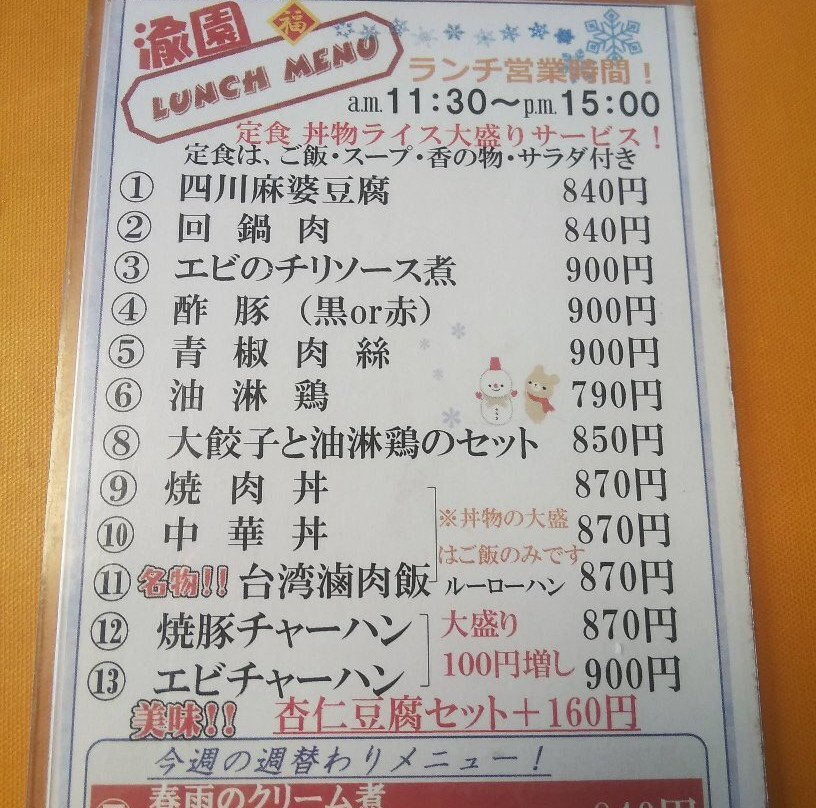 渝園
福
LUNCH MENU
ランチ営業時間！
a.m.11:30～p.m.15:00
定食 丼物ライス大盛りサービス！
定食は、ご飯・スープ・香の物・サラダ付き
① 四川麻婆豆腐 840円
② 回鍋肉 840円
③ エビのチリソース煮 900円
④ 酢豚（黒or赤） 900円
⑤ 青椒肉絲 900円
⑥ 油淋鶏 790円
⑧ 大餃子と油淋鶏のセット 850円
⑨ 焼肉丼 870円
⑩ 中華丼 870円
※丼物の大盛
はご飯のみです
⑪ 名物!! 台湾滷肉飯 ルーローハン 870円
⑫ 焼豚チャーハン 870円
⑬ エビチャーハン 900円
大盛り
100円増し
美味!! 杏仁豆腐セット＋160円
今週の週替わりメニュー！
春雨のクリーム煮